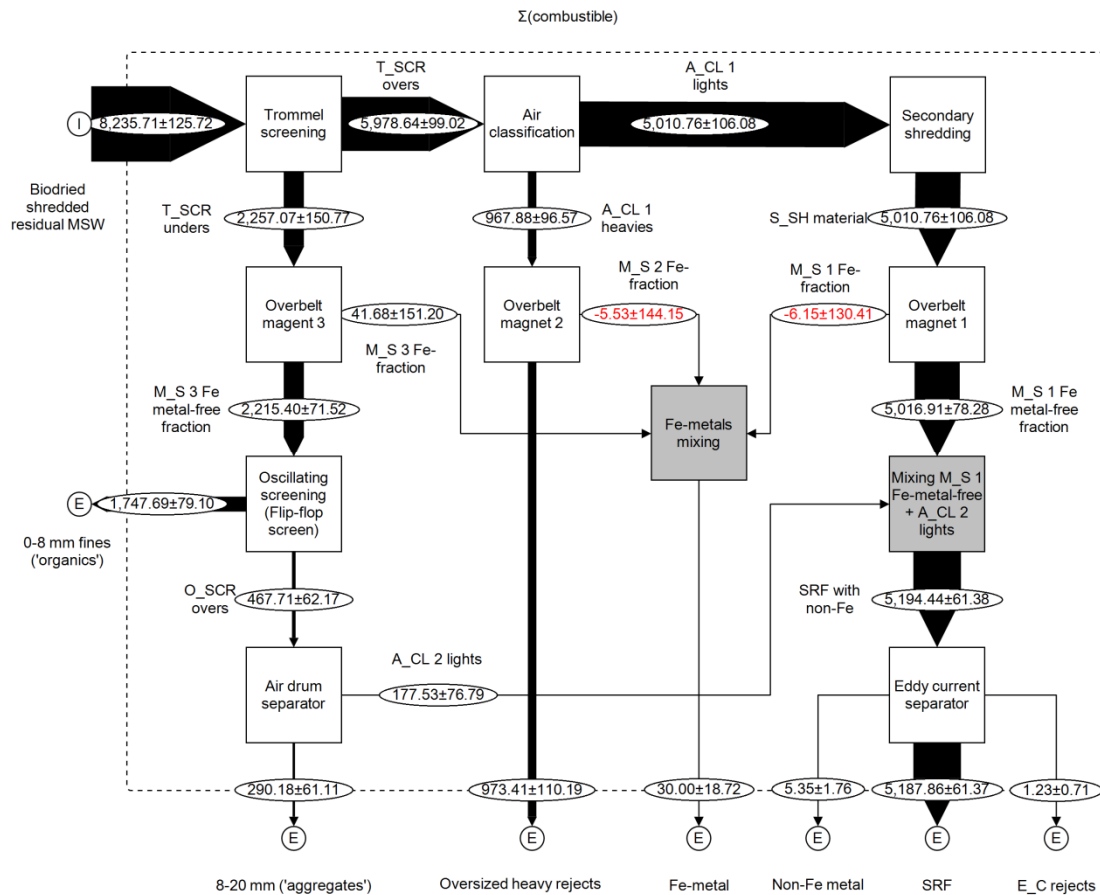 Σ(combustible)
T_SCR
overs
A_CL 1
lights
I
8,235.71±125.72
Trommel
screening
5,978.64±99.02
Air
classification
5,010.76±106.08
Secondary
shredding
Biodried
shredded
residual MSW
T_SCR
unders
2,257.07±150.77
967.88±96.57
A_CL 1
heavies
S_SH material
5,010.76±106.08
M_S 2 Fe-
fraction
M_S 1 Fe-
fraction
Overbelt
magent 3
41.68±151.20
Overbelt
magnet 2
-5.53±144.15
-6.15±130.41
Overbelt
magnet 1
M_S 3 Fe-
fraction
M_S 3 Fe
metal-free
fraction
2,215.40±71.52
Fe-metals
mixing
5,016.91±78.28
M_S 1 Fe
metal-free
fraction
E
1,747.69±79.10
Oscillating
screening
(Flip-flop
screen)
Mixing M_S 1
Fe-metal-free
+ A_CL 2
lights
0-8 mm fines
('organics')
O_SCR
overs
467.71±62.17
SRF with
non-Fe
5,194.44±61.38
Air drum
separator
A_CL 2 lights
177.53±76.79
Eddy current
separator
290.18±61.11
973.41±110.19
30.00±18.72
5.35±1.76
5,187.86±61.37
1.23±0.71
E
E
E
E
E
E
8-20 mm ('aggregates')
Oversized heavy rejects
Fe-metal
Non-Fe metal
SRF
E_C rejects